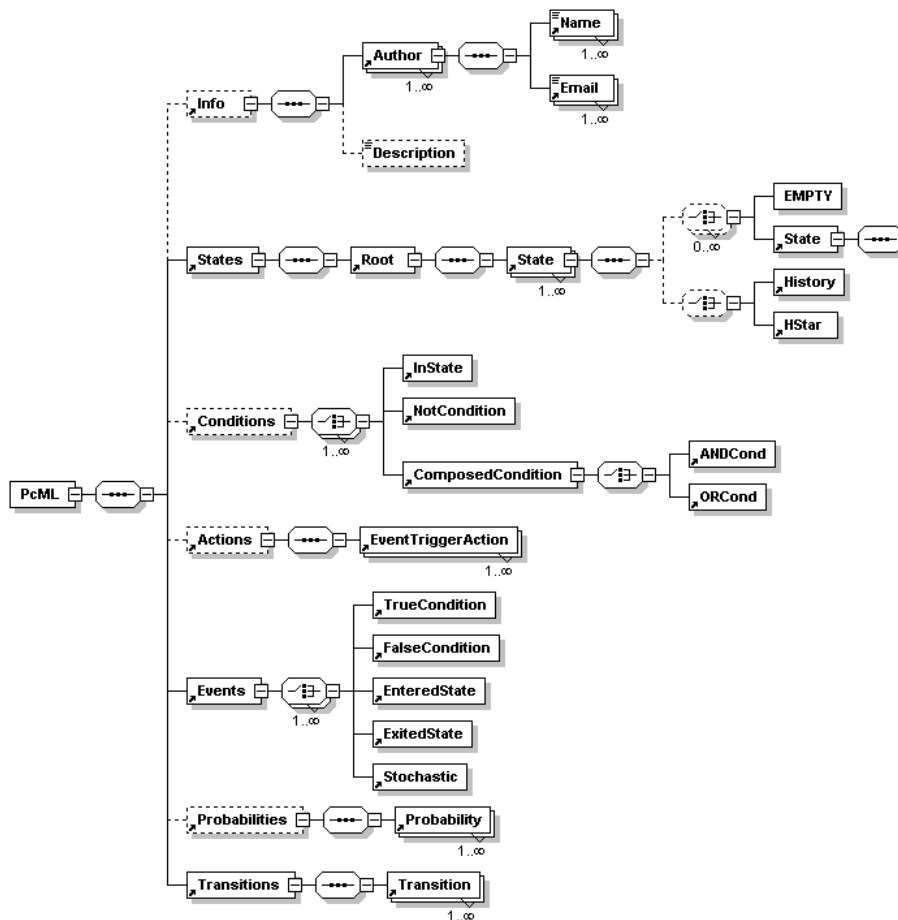 Name
1..∞
Author
1..∞
Email
1..∞
Info
Description
EMPTY
0..∞
State
States
Root
State
1..∞
History
HStar
InState
NotCondition
Conditions
1..∞
ComposedCondition
ANDCond
ORCond
PcML
Actions
EventTriggerAction
1..∞
TrueCondition
FalseCondition
Events
1..∞
EnteredState
ExitedState
Stochastic
Probabilities
Probability
1..∞
Transitions
Transition
1..∞